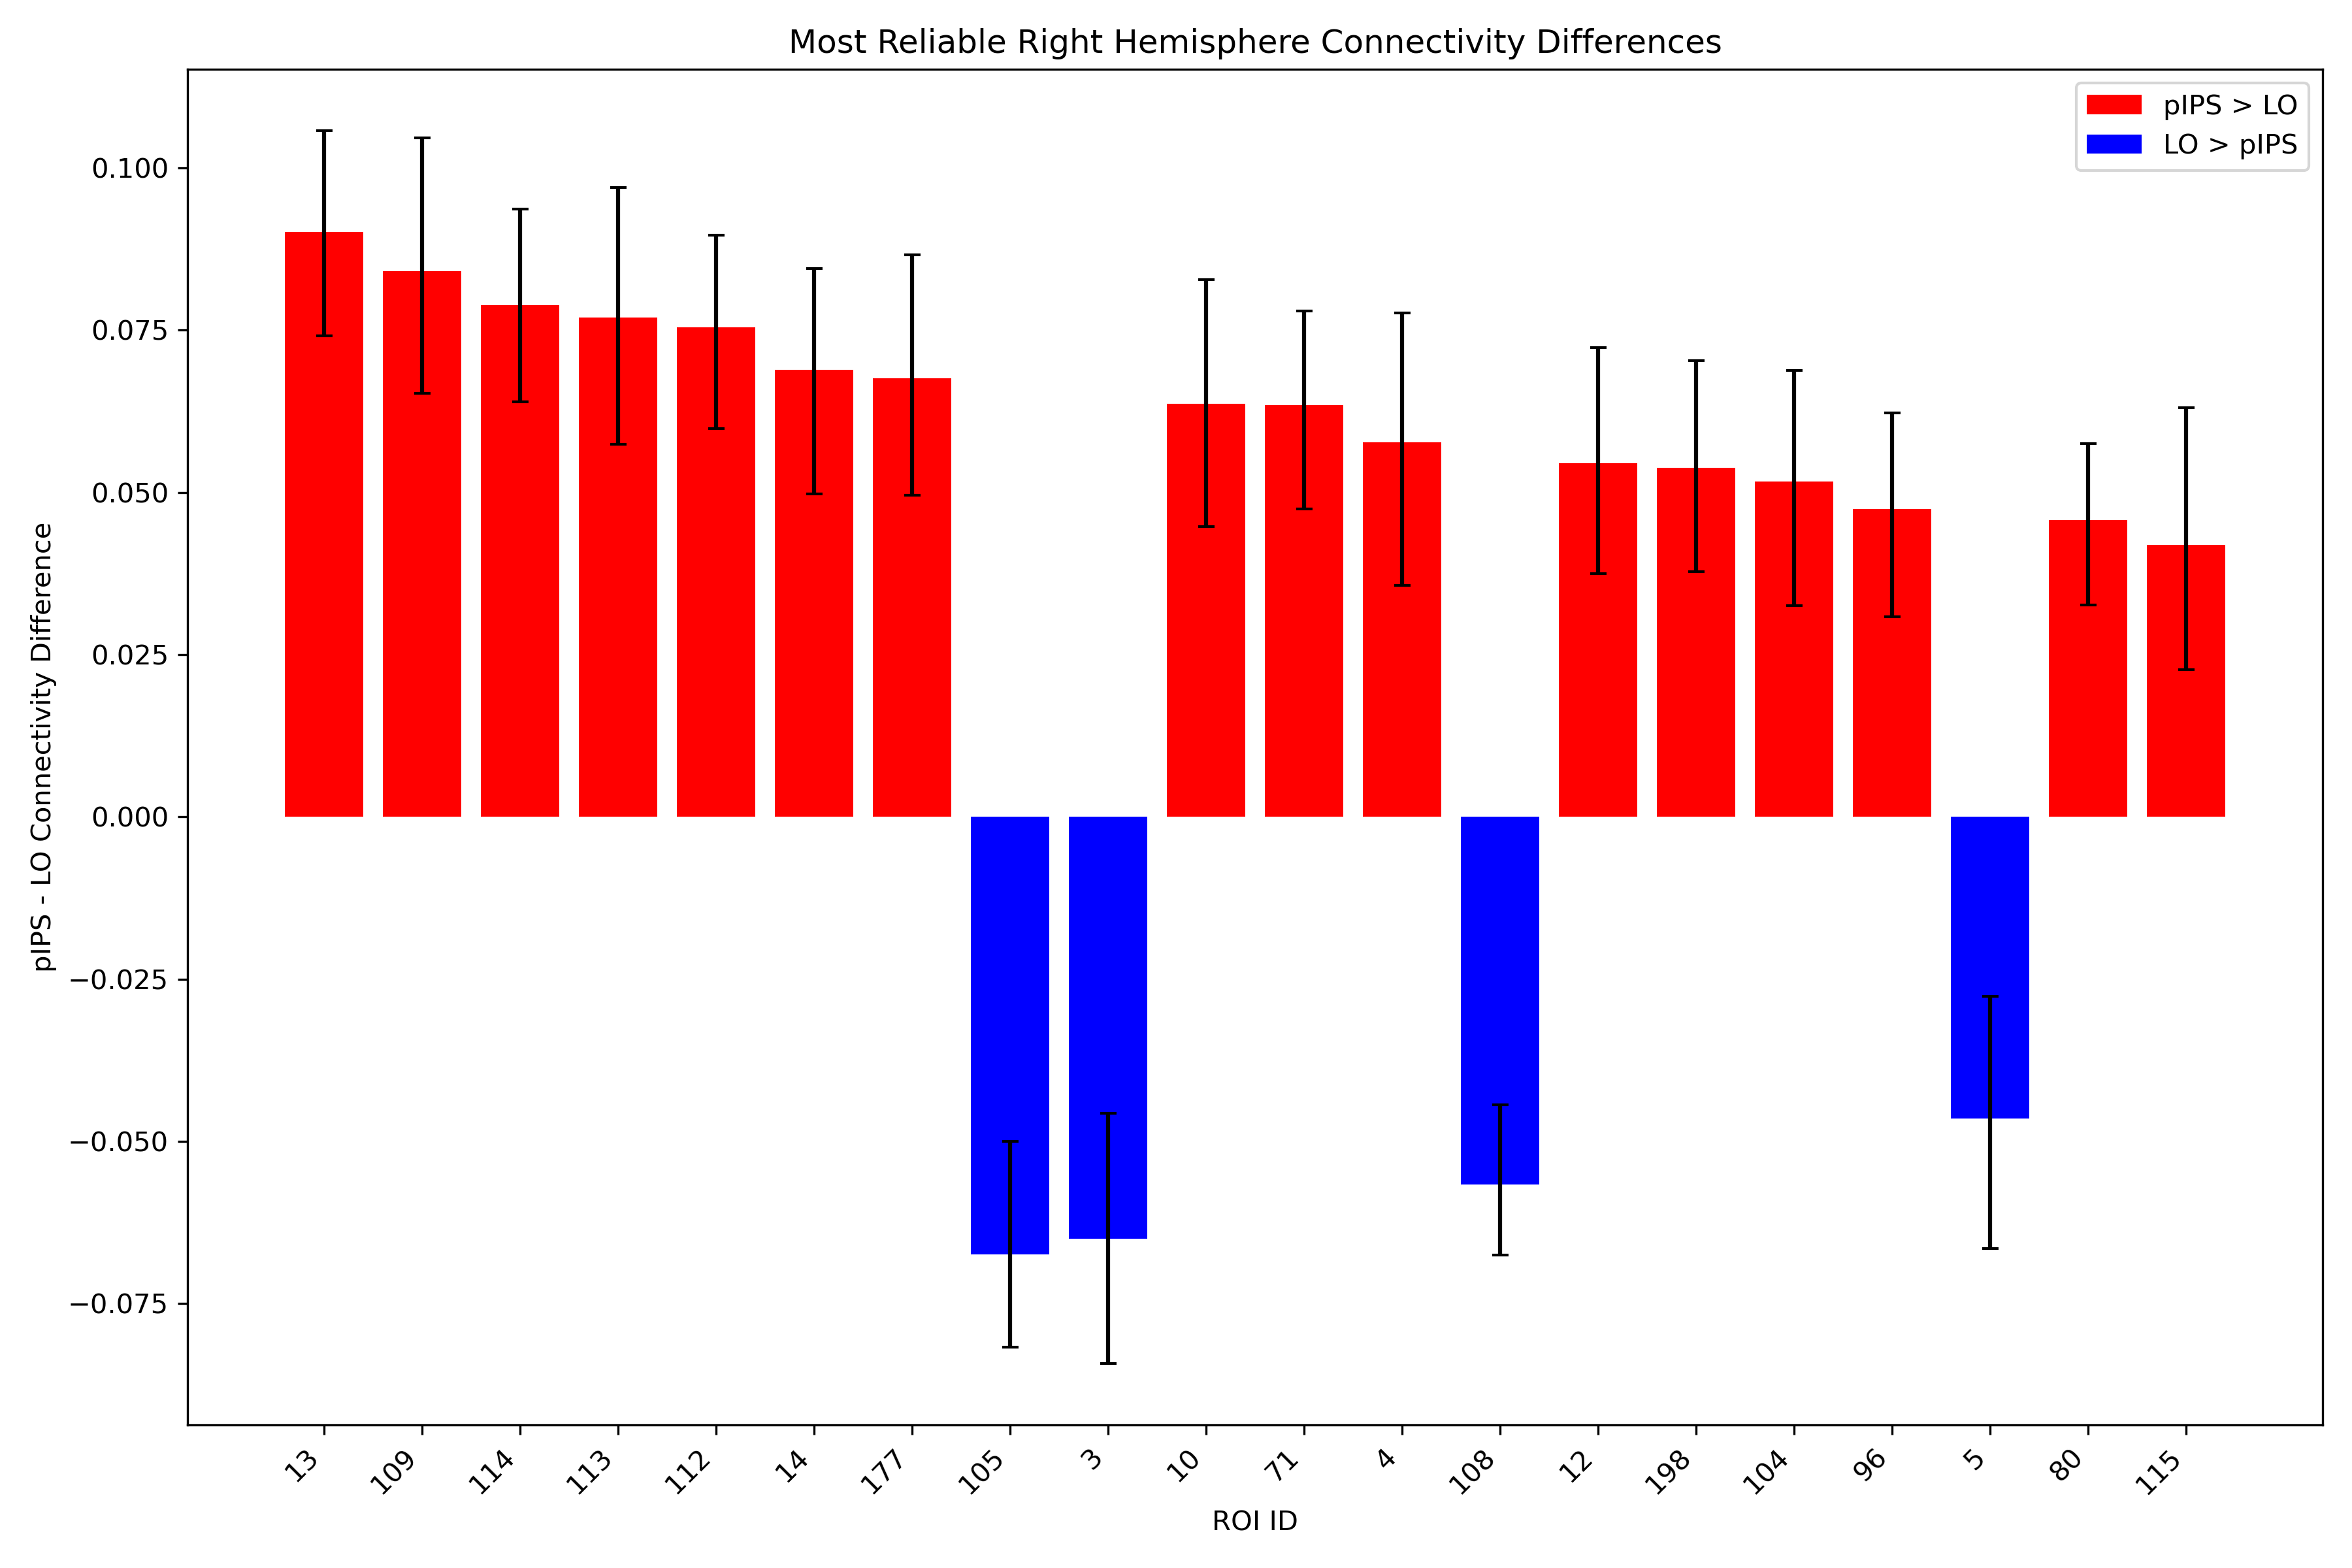 Most Reliable Right Hemisphere Connectivity Differences
pIPS > LO
LO > pIPS
pIPS - LO Connectivity Difference
0.100
0.075
0.050
0.025
0.000
−0.025
−0.050
−0.075
13 109 114 113 112 14 177 105 3 10 71 4 108 12 198 104 96 5 80 115
ROI ID